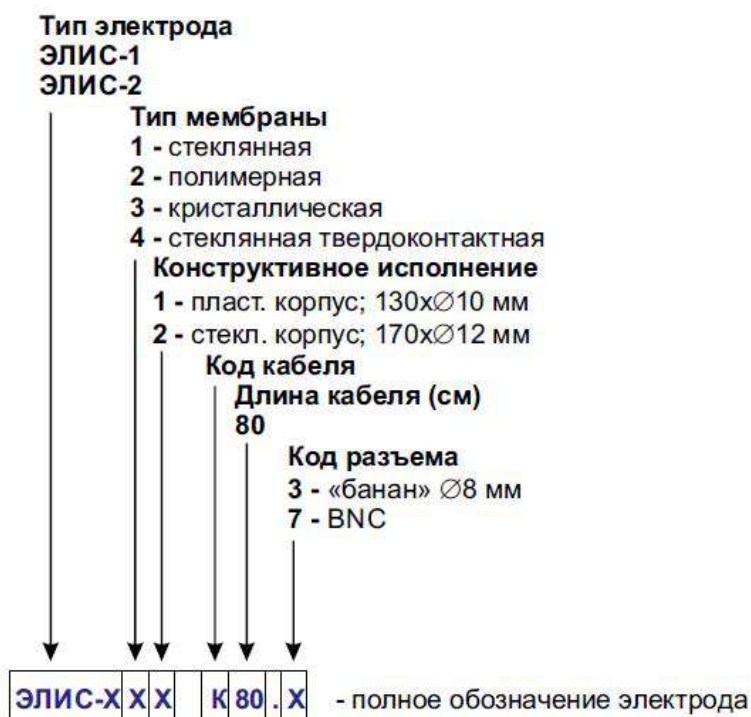 Тип электрода
ЭЛИС-1
ЭЛИС-2
Тип мембраны
1 - стеклянная
2 - полимерная
3 - кристаллическая
4 - стеклянная твердоконтактная
Конструктивное исполнение
1 - пласт. корпус; 130х∅10 мм
2 - стекл. корпус; 170х∅12 мм
Код кабеля
Длина кабеля (см)
80
Код разъема
3 - «банан» ∅8 мм
7 - BNC
ЭЛИС-Х Х Х К 80 . Х - полное обозначение электрода